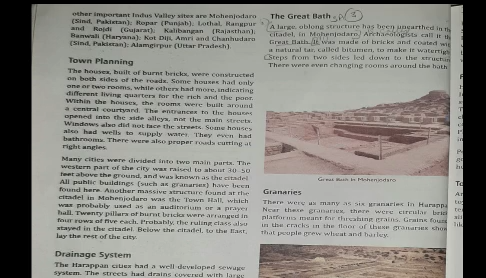 other important Indus Valley sites are Mohenjodaro
(Sind, Pakistan); Ropar (Punjab); Lothal, Rangpur
and Rojdi (Gujarat); Kalibangan (Rajasthan);
Banwali (Haryana); Kot Diji, Amri and Chanhudaro
(Sind, Pakistan); Alamgirpur (Uttar Pradesh).
Town Planning
The houses, built of burnt bricks, were constructed
on both sides of the roads. Some houses had only
one or two rooms, while others had more, indicating
different living quarters for the rich and the poor.
Within the houses, the rooms were built around
a central courtyard. The entrances to the houses
opened into the side alleys, not the main streets.
Windows also did not face the streets. Some houses
also had wells to supply water. They even had
bathrooms. There were also proper roads cutting at
right angles.
Many cities were divided into two main parts. The
western part of the city was raised to about 30-50
feet above the ground, and was known as the citadel.
All public buildings (such as granaries) have been
found here. Another massive structure found at the
citadel in Mohenjodaro was the Town Hall, which
was probably used as an auditorium or a prayer
hall. Twenty pillars of burnt bricks were arranged in
four rows of five each. Probably, the ruling class also
stayed in the citadel. Below the citadel, to the East,
lay the rest of the city.
Drainage System
The Harappan cities had a well-developed sewage
system. The streets had drains covered with large
The Great Bath 3
A large, oblong structure has been unearthed in
citadel, in Mohenjodaro. Archaeologists call it
Great Bath. It was made of bricks and coated
a natural tar, called bitumen, to make it watertight
Steps from two sides led down to the
There were even changing rooms around the bath
Great Bath in Mohenjodaro
Granaries
There were as many as six granaries in Harappa
Near these granaries, there were circular
platforms meant for threshing grains. Grains
in the cracks in the floor of these granaries
that people grew wheat and barley.